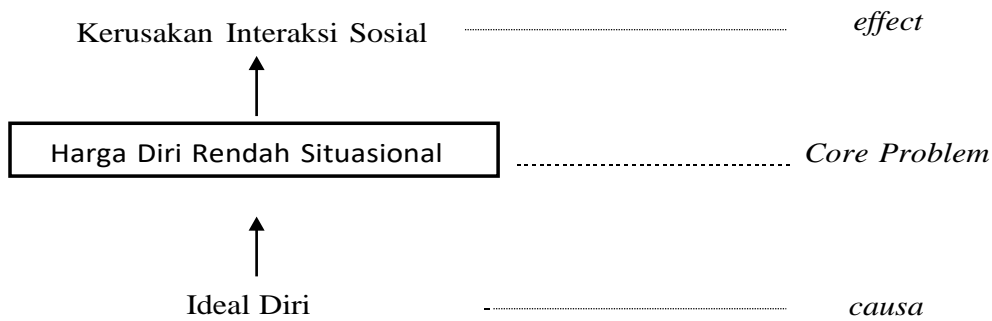 Kerusakan Interaksi Sosial effect
Harga Diri Rendah Situasional Core Problem
Ideal Diri causa